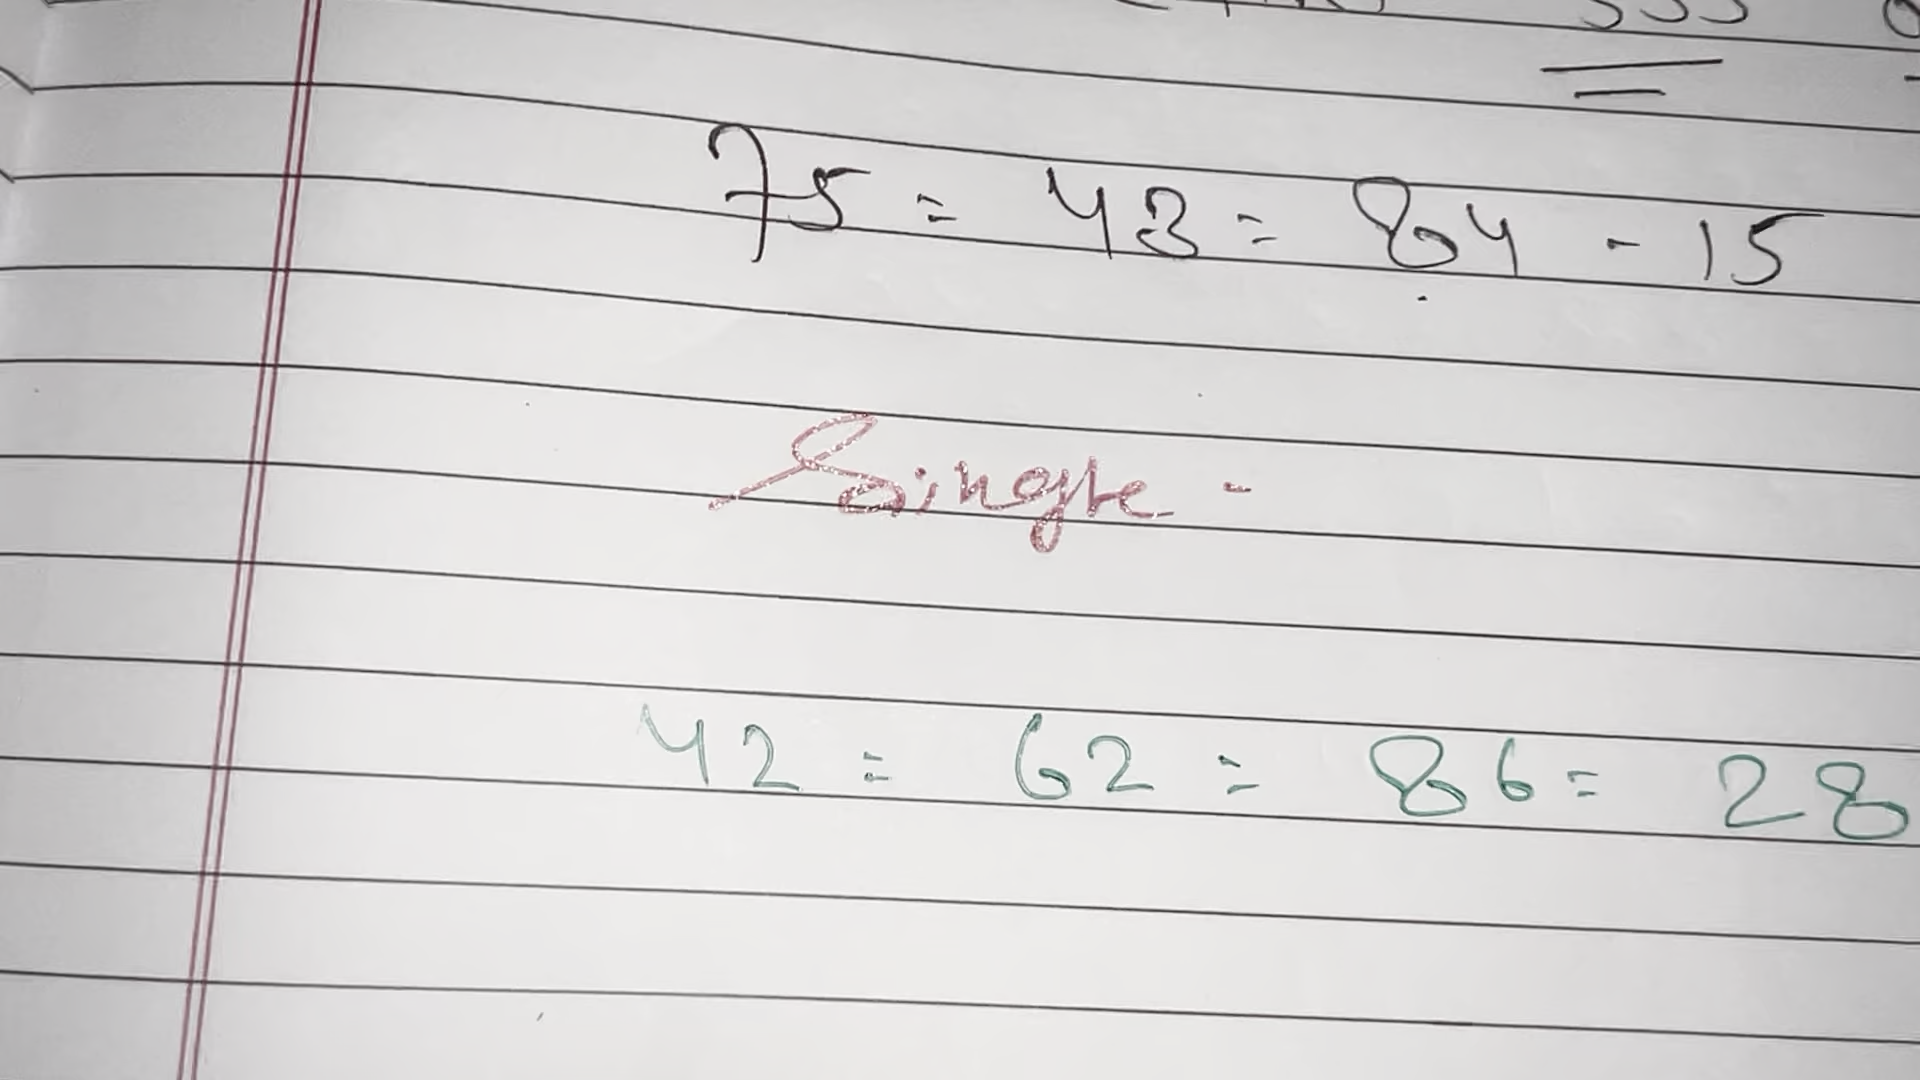 75 = 43 = 84 - 15
Single -
42 = 62 = 86 = 28